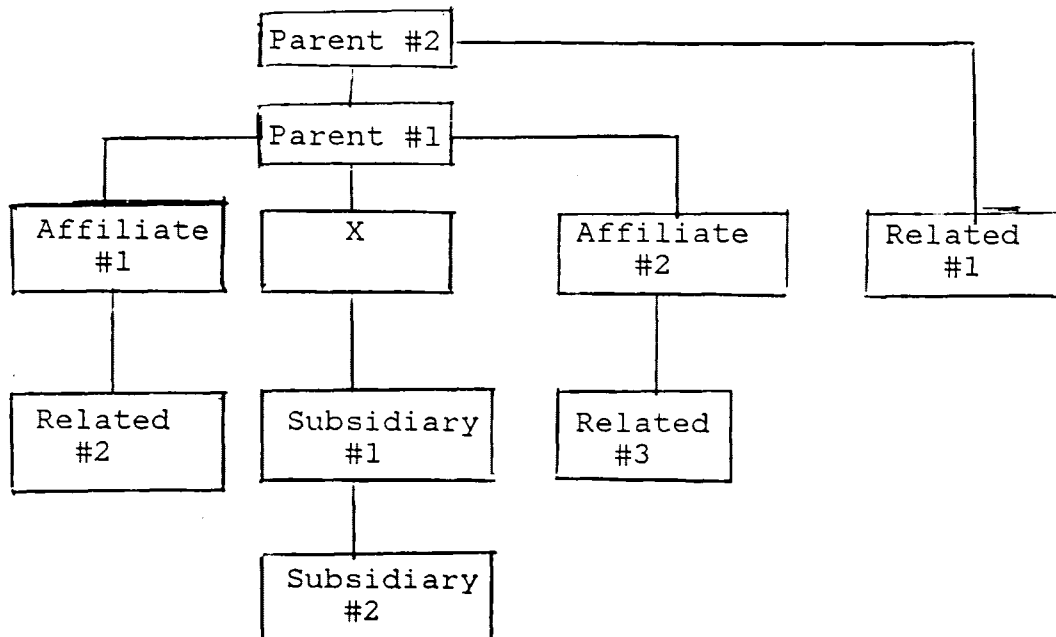 Parent #2
Parent #1
Affiliate
#1
X
Affiliate
#2
Related
#1
Related
#2
Subsidiary
#1
Related
#3
Subsidiary
#2